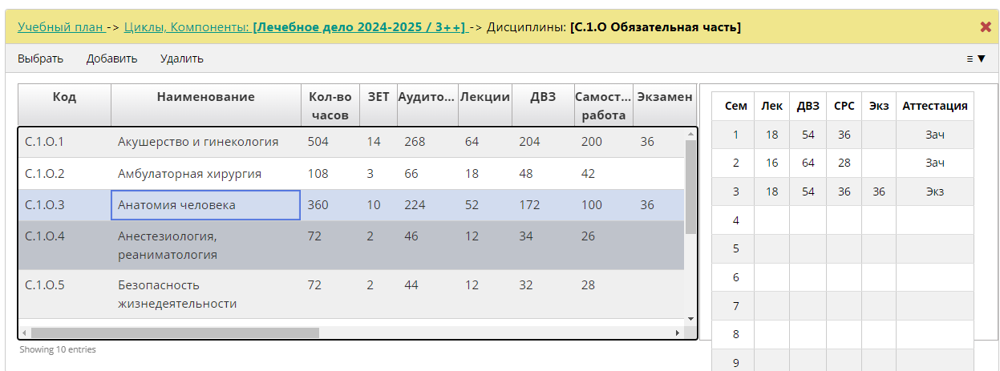 Учебный план -> Циклы, Компоненты: [Лечебное дело 2024-2025 / 3++] -> Дисциплины: [С.1.О Обязательная часть]
Выбрать Добавить Удалить
Код Наименование Кол-во часов ЗЕТ Аудито... Лекции ДВЗ Самост... работа Экзамен
С.1.О.1 Акушерство и гинекология 504 14 268 64 204 200 36
С.1.О.2 Амбулаторная хирургия 108 3 66 18 48 42
С.1.О.3 Анатомия человека 360 10 224 52 172 100 36
С.1.О.4 Анестезиология, 72 2 46 12 34 26
реаниматология
С.1.О.5 Безопасность 72 2 44 12 32 28
жизнедеятельности
Showing 10 entries
Сем Лек ДВЗ СРС Экз Аттестация
1 18 54 36 Зач
2 16 64 28 Зач
3 18 54 36 36 Экз
4
5
6
7
8
9